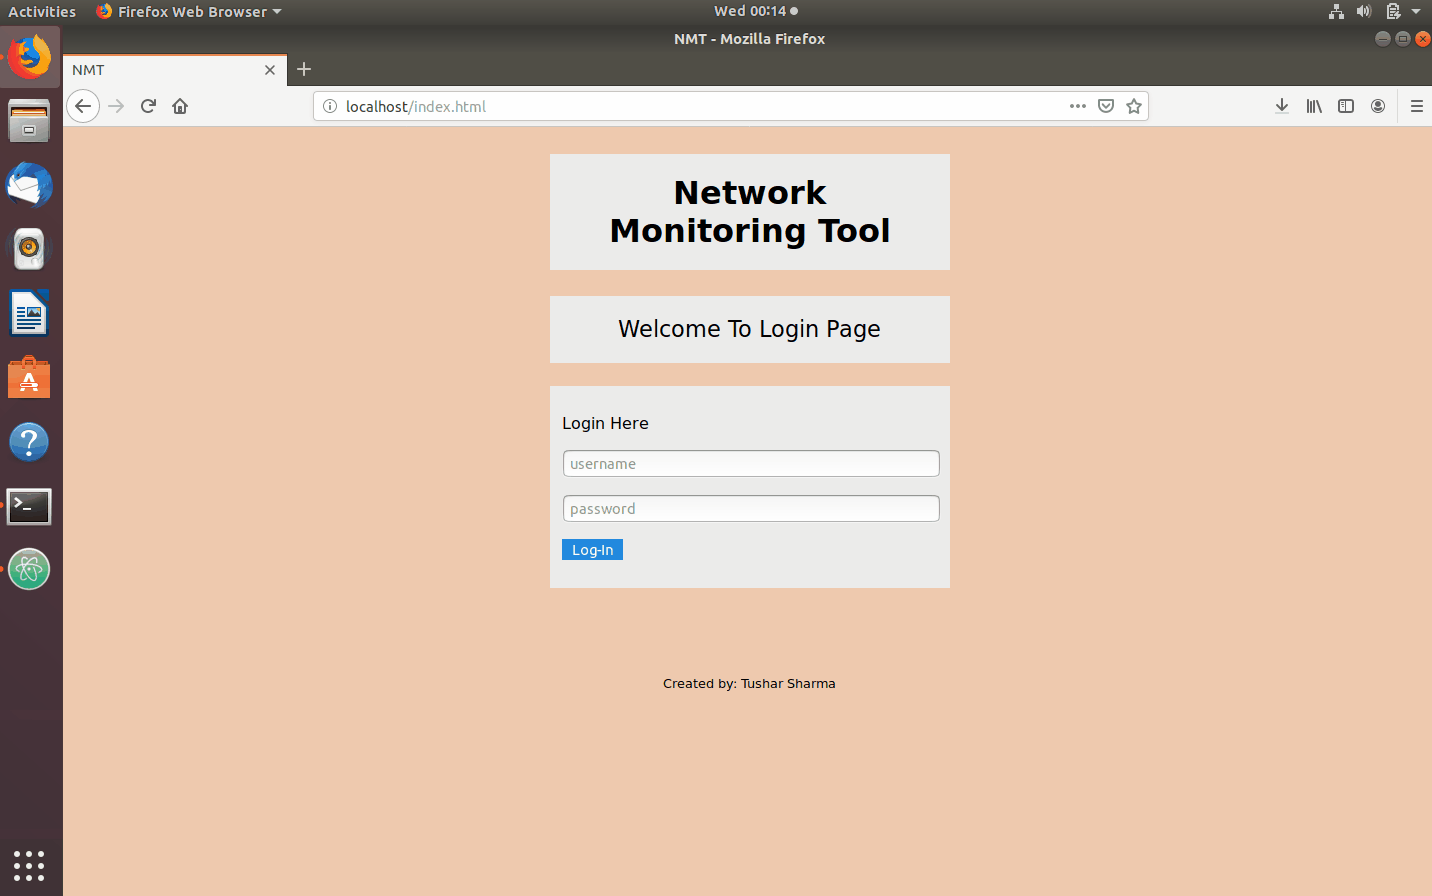 Activities
Firefox Web Browser
Wed 00:14
NMT - Mozilla Firefox
NMT
localhost/index.html
Network
Monitoring Tool
Welcome To Login Page
Login Here
username
password
Log-In
Created by: Tushar Sharma